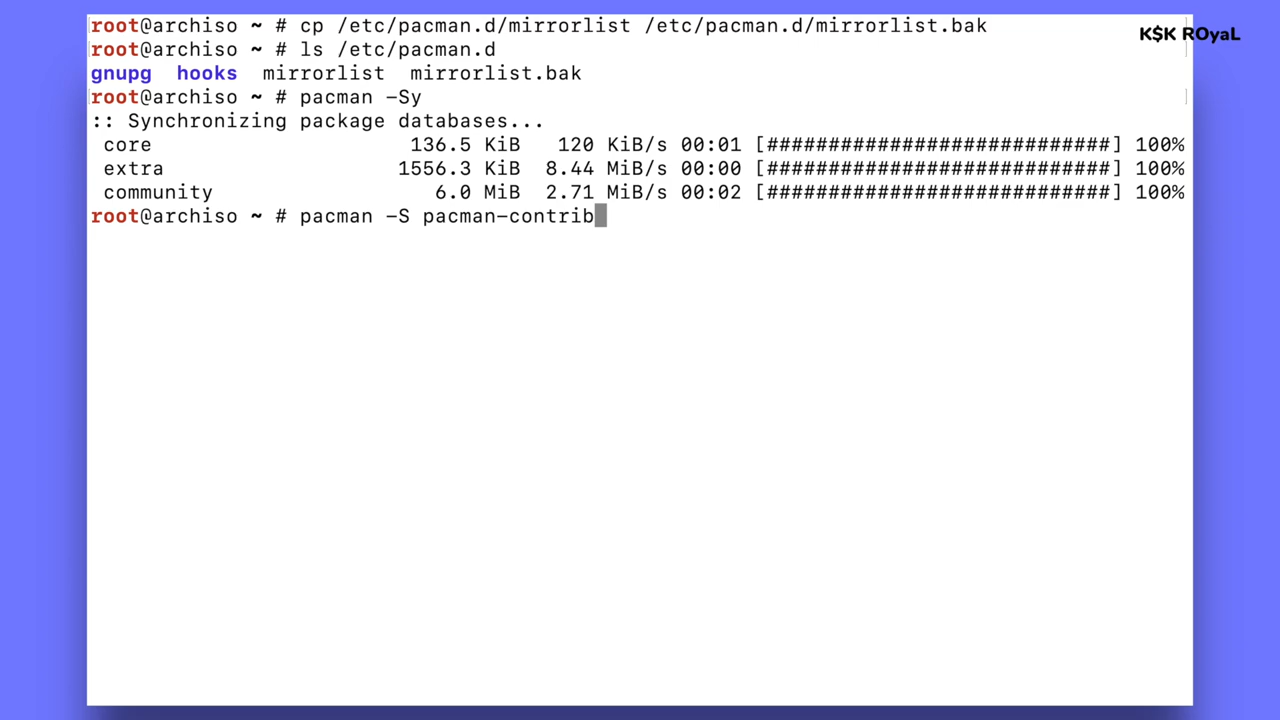 root@archiso ~ # cp /etc/pacman.d/mirrorlist /etc/pacman.d/mirrorlist.bak
K$K ROyaL
root@archiso ~ # ls /etc/pacman.d
gnupg  hooks  mirrorlist  mirrorlist.bak
root@archiso ~ # pacman -Sy
:: Synchronizing package databases...
 core                     136.5 KiB   120 KiB/s 00:01 [############################] 100%
 extra                   1556.3 KiB  8.44 MiB/s 00:00 [############################] 100%
 community                  6.0 MiB  2.71 MiB/s 00:02 [############################] 100%
root@archiso ~ # pacman -S pacman-contrib